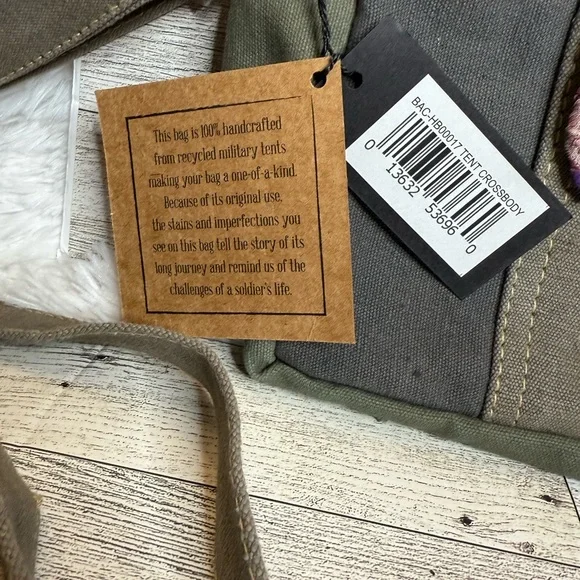 This bag is 100% handcrafted
from recycled military tents
making your bag a one-of-a-kind.
Because of its original use,
the stains and imperfections you
see on this bag tell the story of its
long journey and remind us of the
challenges of a soldier's life.
BAC-HB00017 TENT CROSSBODY
0 13632 53696 0